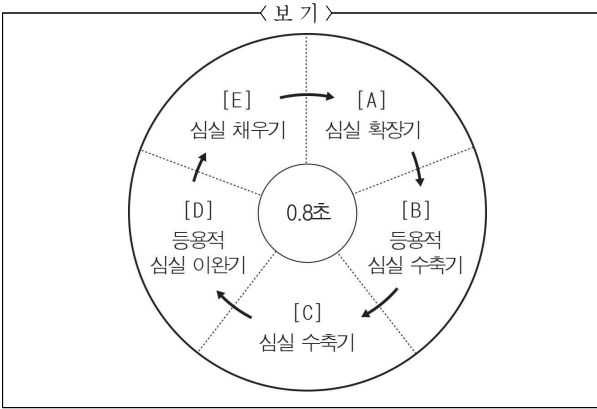 〈보 기〉
[E]
심실 채우기
[A]
심실 확장기
[D]
등용적
심실 이완기
0.8초
[B]
등용적
심실 수축기
[C]
심실 수축기